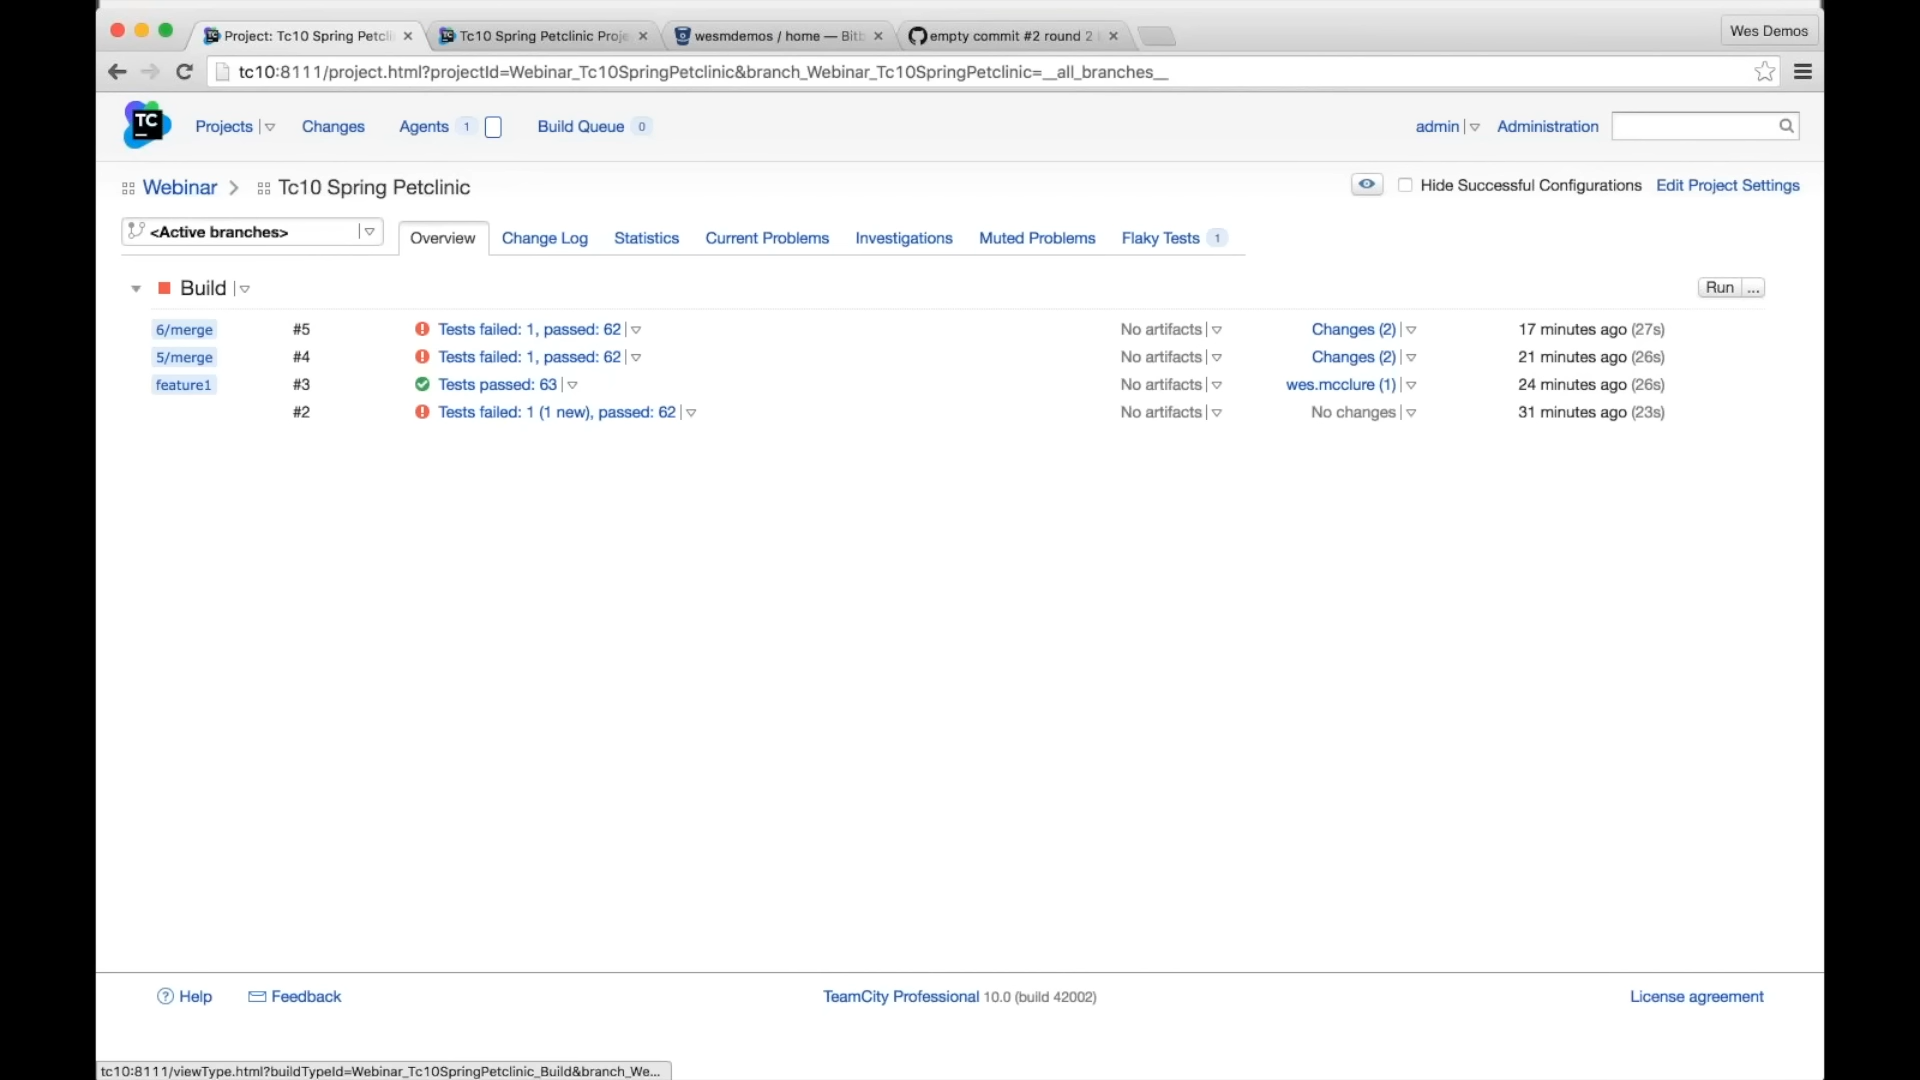 Project: Tc10 Spring Petcli
Tc10 Spring Petclinic Proje
wesmdemos / home — Bitb
empty commit #2 round 2
Wes Demos
tc10:8111/project.html?projectId=Webinar_Tc10SpringPetclinic&branch_Webinar_Tc10SpringPetclinic=__all_branches__
TC
Projects
Changes
Agents 1
Build Queue 0
admin
Administration
Webinar
Tc10 Spring Petclinic
Hide Successful Configurations
Edit Project Settings
<Active branches>
Overview
Change Log
Statistics
Current Problems
Investigations
Muted Problems
Flaky Tests 1
Build
Run ...
6/merge #5 Tests failed: 1, passed: 62 No artifacts Changes (2) 17 minutes ago (27s)
5/merge #4 Tests failed: 1, passed: 62 No artifacts Changes (2) 21 minutes ago (26s)
feature1 #3 Tests passed: 63 No artifacts wes.mcclure (1) 24 minutes ago (26s)
#2 Tests failed: 1 (1 new), passed: 62 No artifacts No changes 31 minutes ago (23s)
Help
Feedback
TeamCity Professional 10.0 (build 42002)
License agreement
tc10:8111/viewType.html?buildTypeId=Webinar_Tc10SpringPetclinic_Build&branch_We...